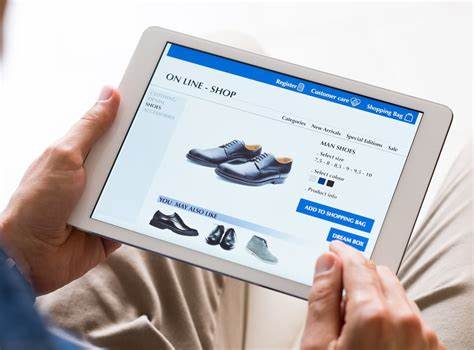 Register
Customer care
Shopping Bag
ON LINE - SHOP
Categories
New Arrivals
Special Editions
Sale
CLOTHING
SHOES
ACCESSORIES
MAN SHOES
- Select size
7,5 - 8 - 8,5 - 9 - 9,5 - 10
- Select colour
- Product info
ADD TO SHOPPING BAG
DREAM BOX
YOU MAY ALSO LIKE